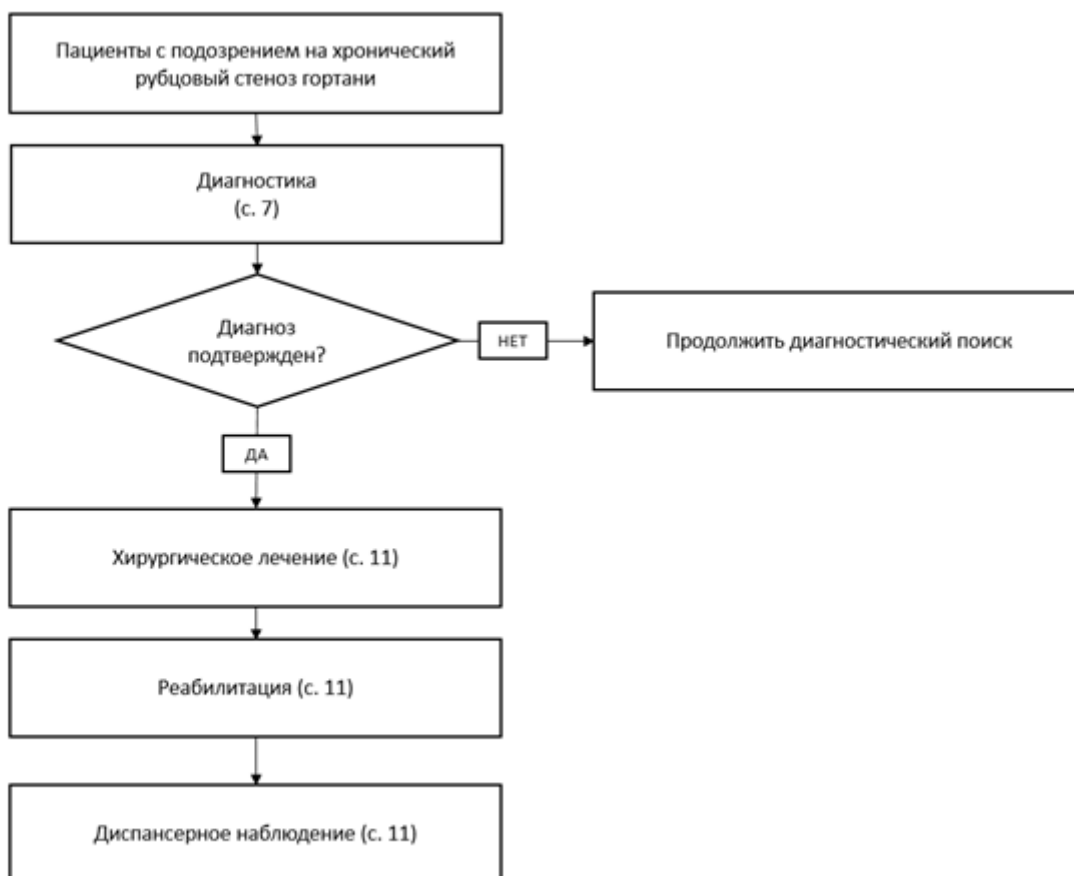 Пациенты с подозрением на хронический
рубцовый стеноз гортани
Диагностика
(с. 7)
Диагноз
подтвержден?
НЕТ
Продолжить диагностический поиск
ДА
Хирургическое лечение (с. 11)
Реабилитация (с. 11)
Диспансерное наблюдение (с. 11)